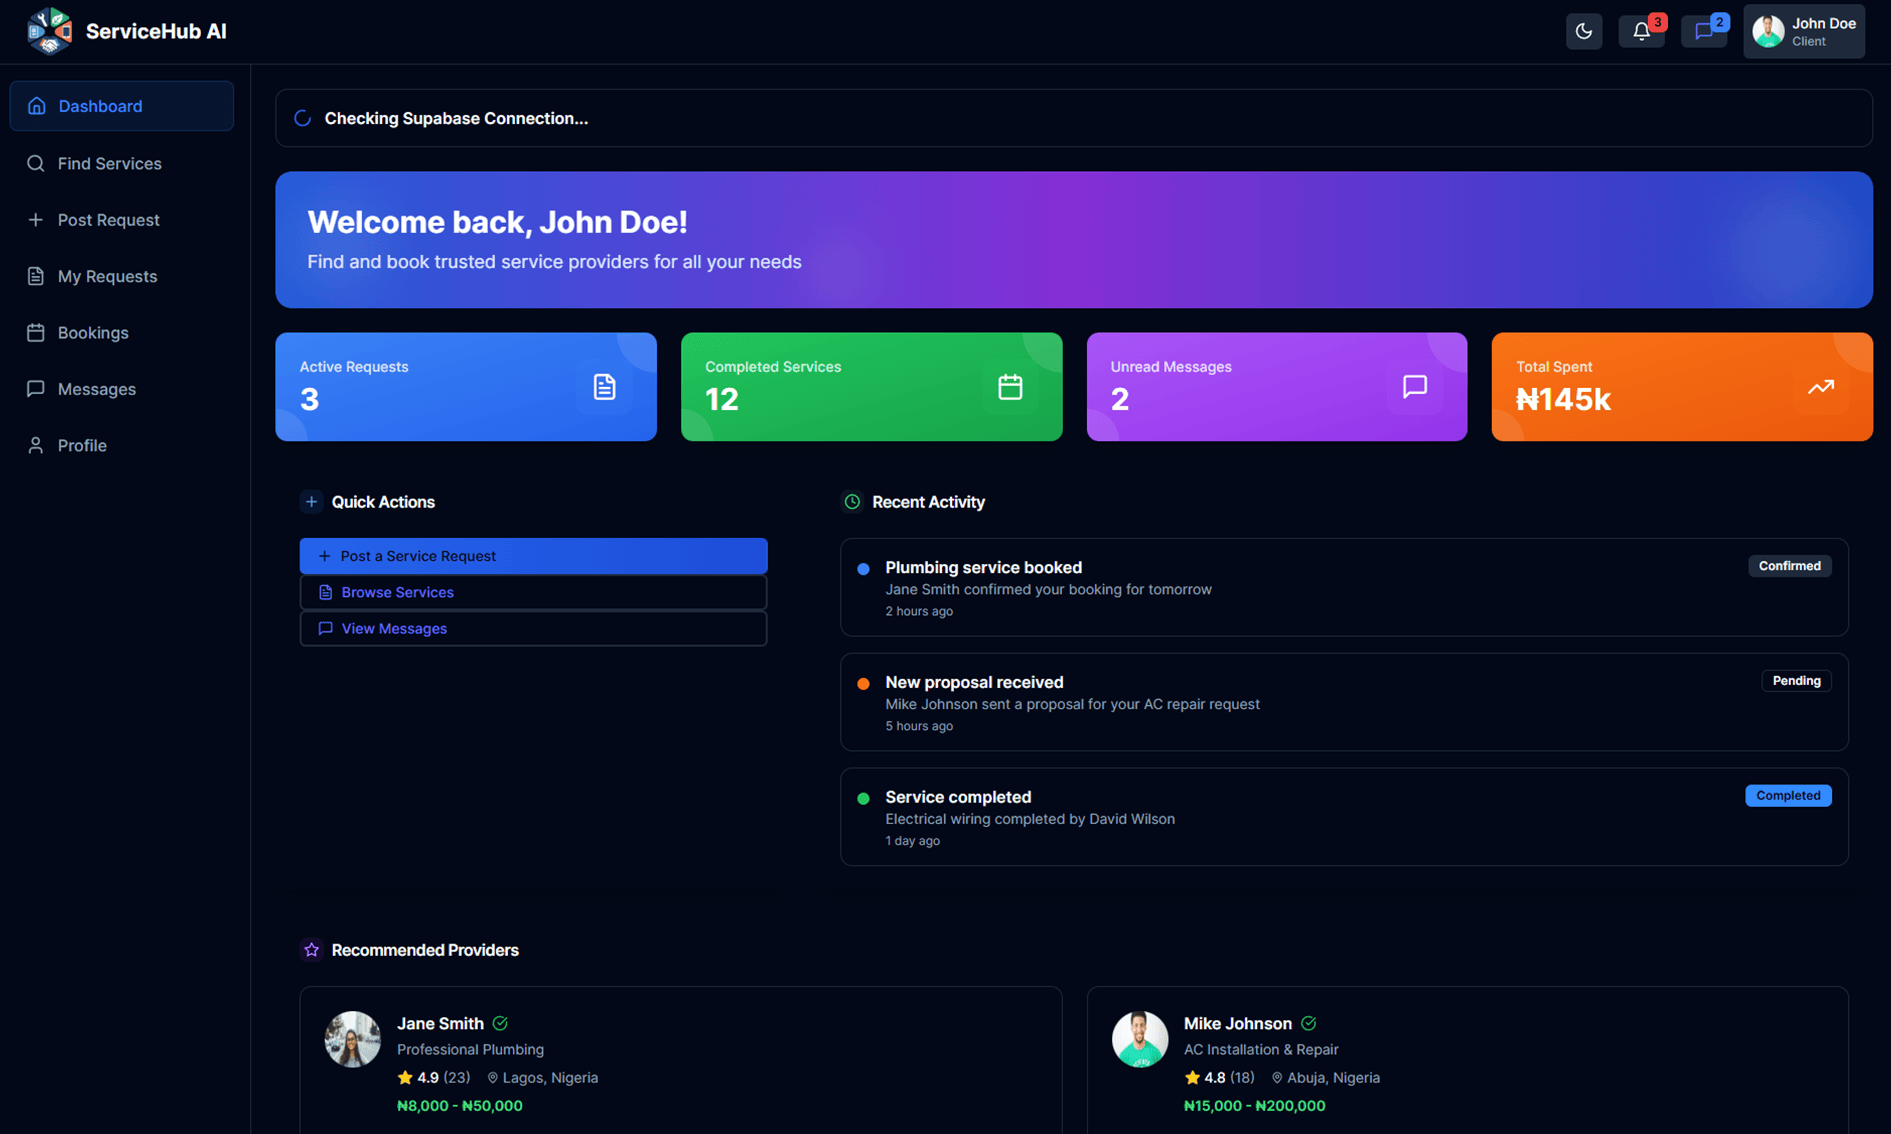 ServiceHub AI
3
2
John Doe
Client
Dashboard
Find Services
Post Request
My Requests
Bookings
Messages
Profile
Checking Supabase Connection...
Welcome back, John Doe!
Find and book trusted service providers for all your needs
Active Requests
3
Completed Services
12
Unread Messages
2
Total Spent
₦145k
Quick Actions
Post a Service Request
Browse Services
View Messages
Recent Activity
Plumbing service booked
Confirmed
Jane Smith confirmed your booking for tomorrow
2 hours ago
New proposal received
Pending
Mike Johnson sent a proposal for your AC repair request
5 hours ago
Service completed
Completed
Electrical wiring completed by David Wilson
1 day ago
Recommended Providers
Jane Smith
Professional Plumbing
4.9 (23) Lagos, Nigeria
₦8,000 - ₦50,000
Mike Johnson
AC Installation & Repair
4.8 (18) Abuja, Nigeria
₦15,000 - ₦200,000